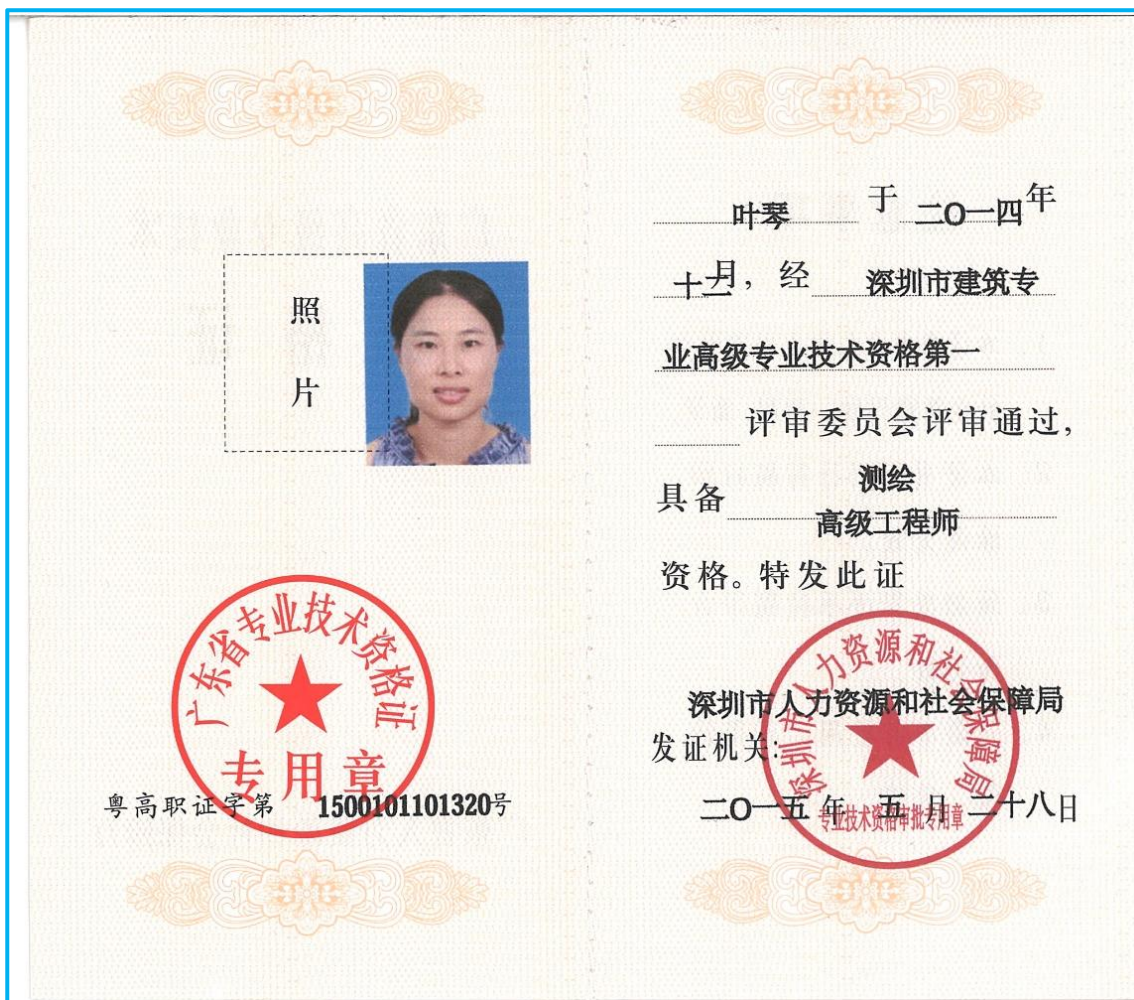 照
片
广东省专业技术资格证
专用章
粤高职证字第 1500101101320号
叶琴 于 二〇一四年
十二月，经 深圳市建筑专
业高级专业技术资格第一
评审委员会评审通过，
具备 测绘
高级工程师
资格。特发此证
深圳市人力资源和社会保障局
深圳市人力资源和社会保障局
发证机关：
二〇一五 年 五 月 二十八日
专业技术资格审批专用章